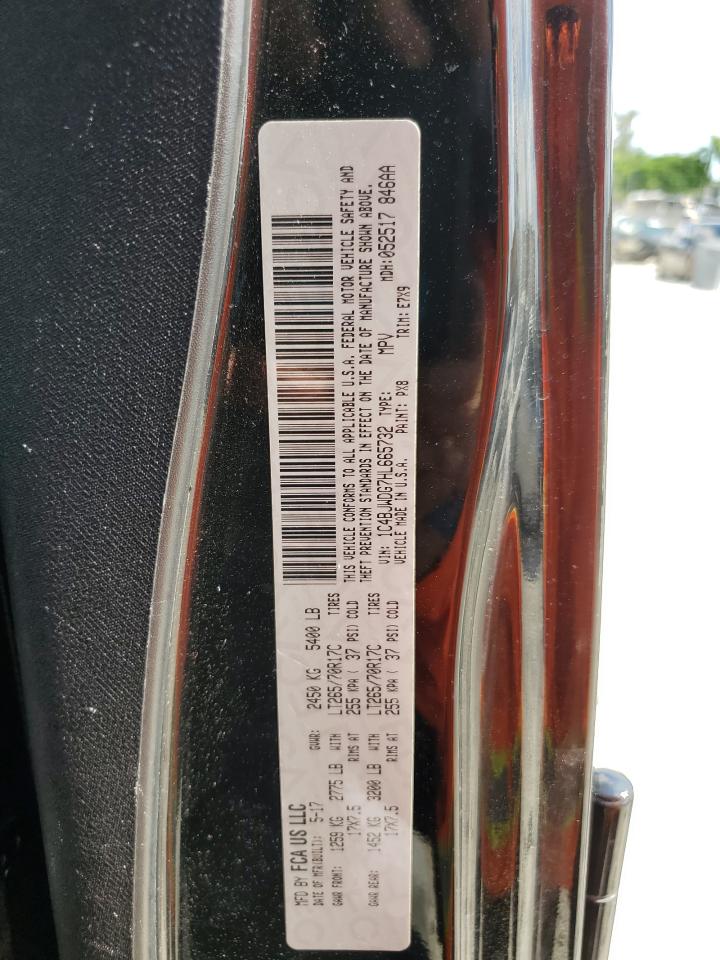 MFD BY FCA US LLC
DATE OF MFR(BUILT): 5-17 GVWR: 2450 KG 5400 LB
GAWR FRONT: 1259 KG 2775 LB WITH LT265/70R17C TIRES
17X7.5 RIMS AT 255 KPA ( 37 PSI) COLD
GAWR REAR: 1452 KG 3200 LB WITH LT265/70R17C TIRES
17X7.5 RIMS AT 255 KPA ( 37 PSI) COLD
THIS VEHICLE CONFORMS TO ALL APPLICABLE U.S.A. FEDERAL MOTOR VEHICLE SAFETY AND
THEFT PREVENTION STANDARDS IN EFFECT ON THE DATE OF MANUFACTURE SHOWN ABOVE.
VIN: 1C4BJWDG7HL665732 TYPE: MPV MDH:052517 846AA
VEHICLE MADE IN U.S.A. PAINT: PX8 TRIM: E7X9